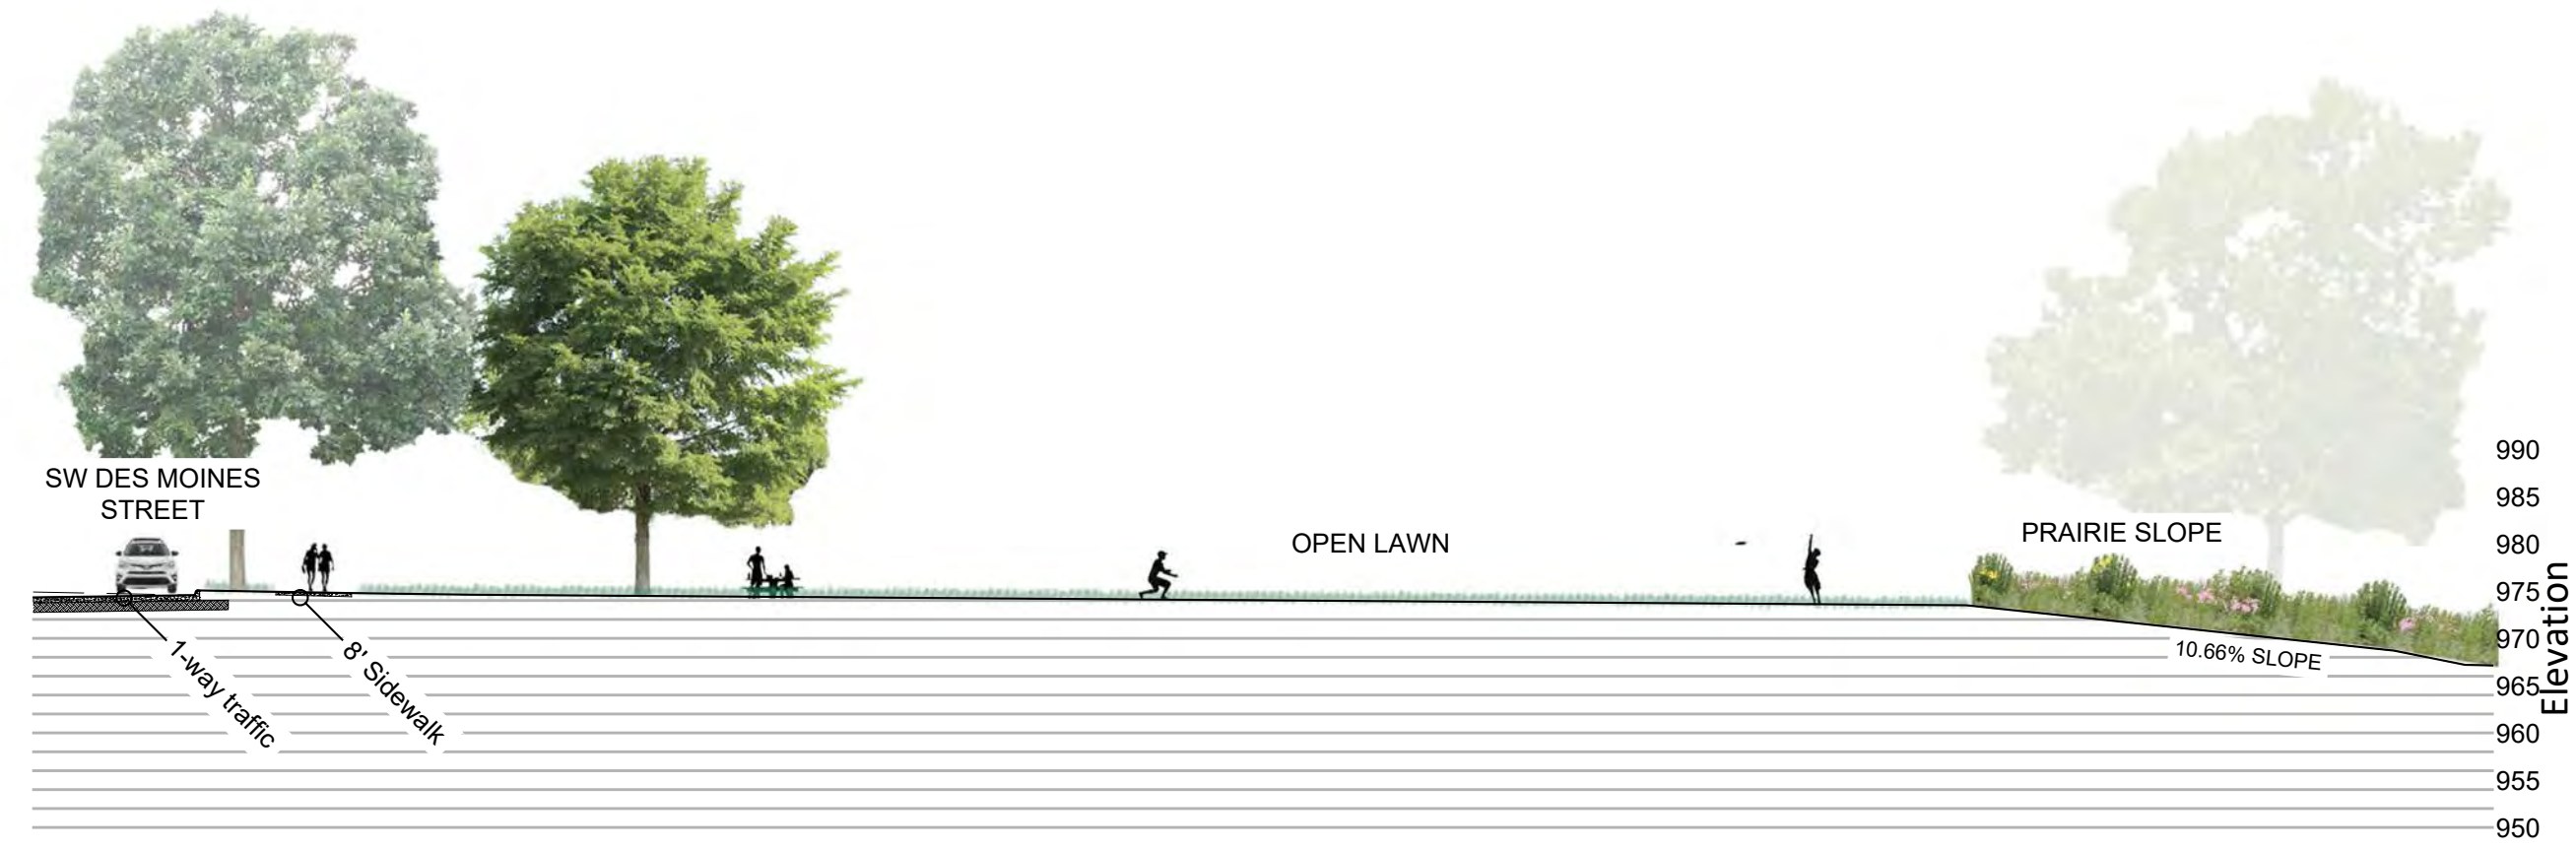 SW DES MOINES
STREET
OPEN LAWN
PRAIRIE SLOPE
1-way traffic
8' Sidewalk
10.66% SLOPE
990
985
980
975
970
965
960
955
950
Elevation